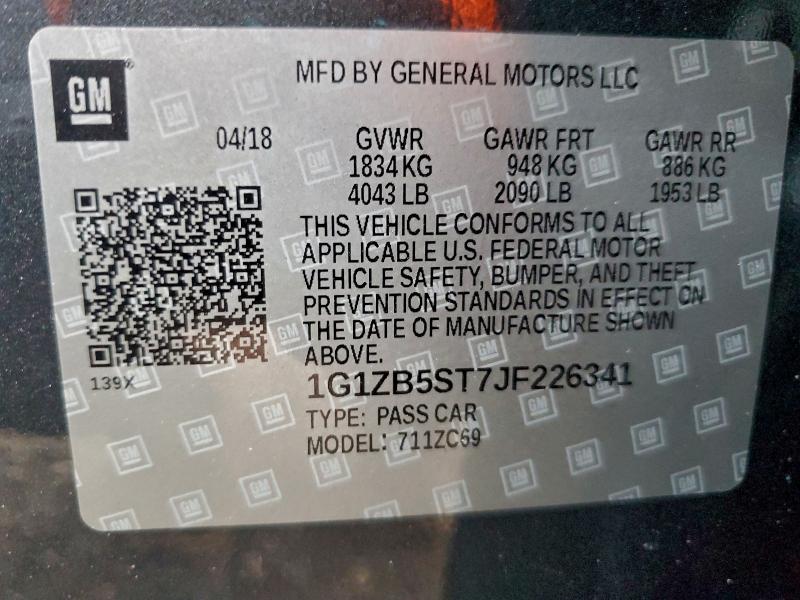 GM
MFD BY GENERAL MOTORS LLC
04/18 GVWR GAWR FRT GAWR RR
1834 KG 948 KG 886 KG
4043 LB 2090 LB 1953 LB
THIS VEHICLE CONFORMS TO ALL
APPLICABLE U.S. FEDERAL MOTOR
VEHICLE SAFETY, BUMPER, AND THEFT
PREVENTION STANDARDS IN EFFECT ON
THE DATE OF MANUFACTURE SHOWN
ABOVE.
139X
1G1ZB5ST7JF226341
TYPE: PASS CAR
MODEL: 711ZC69